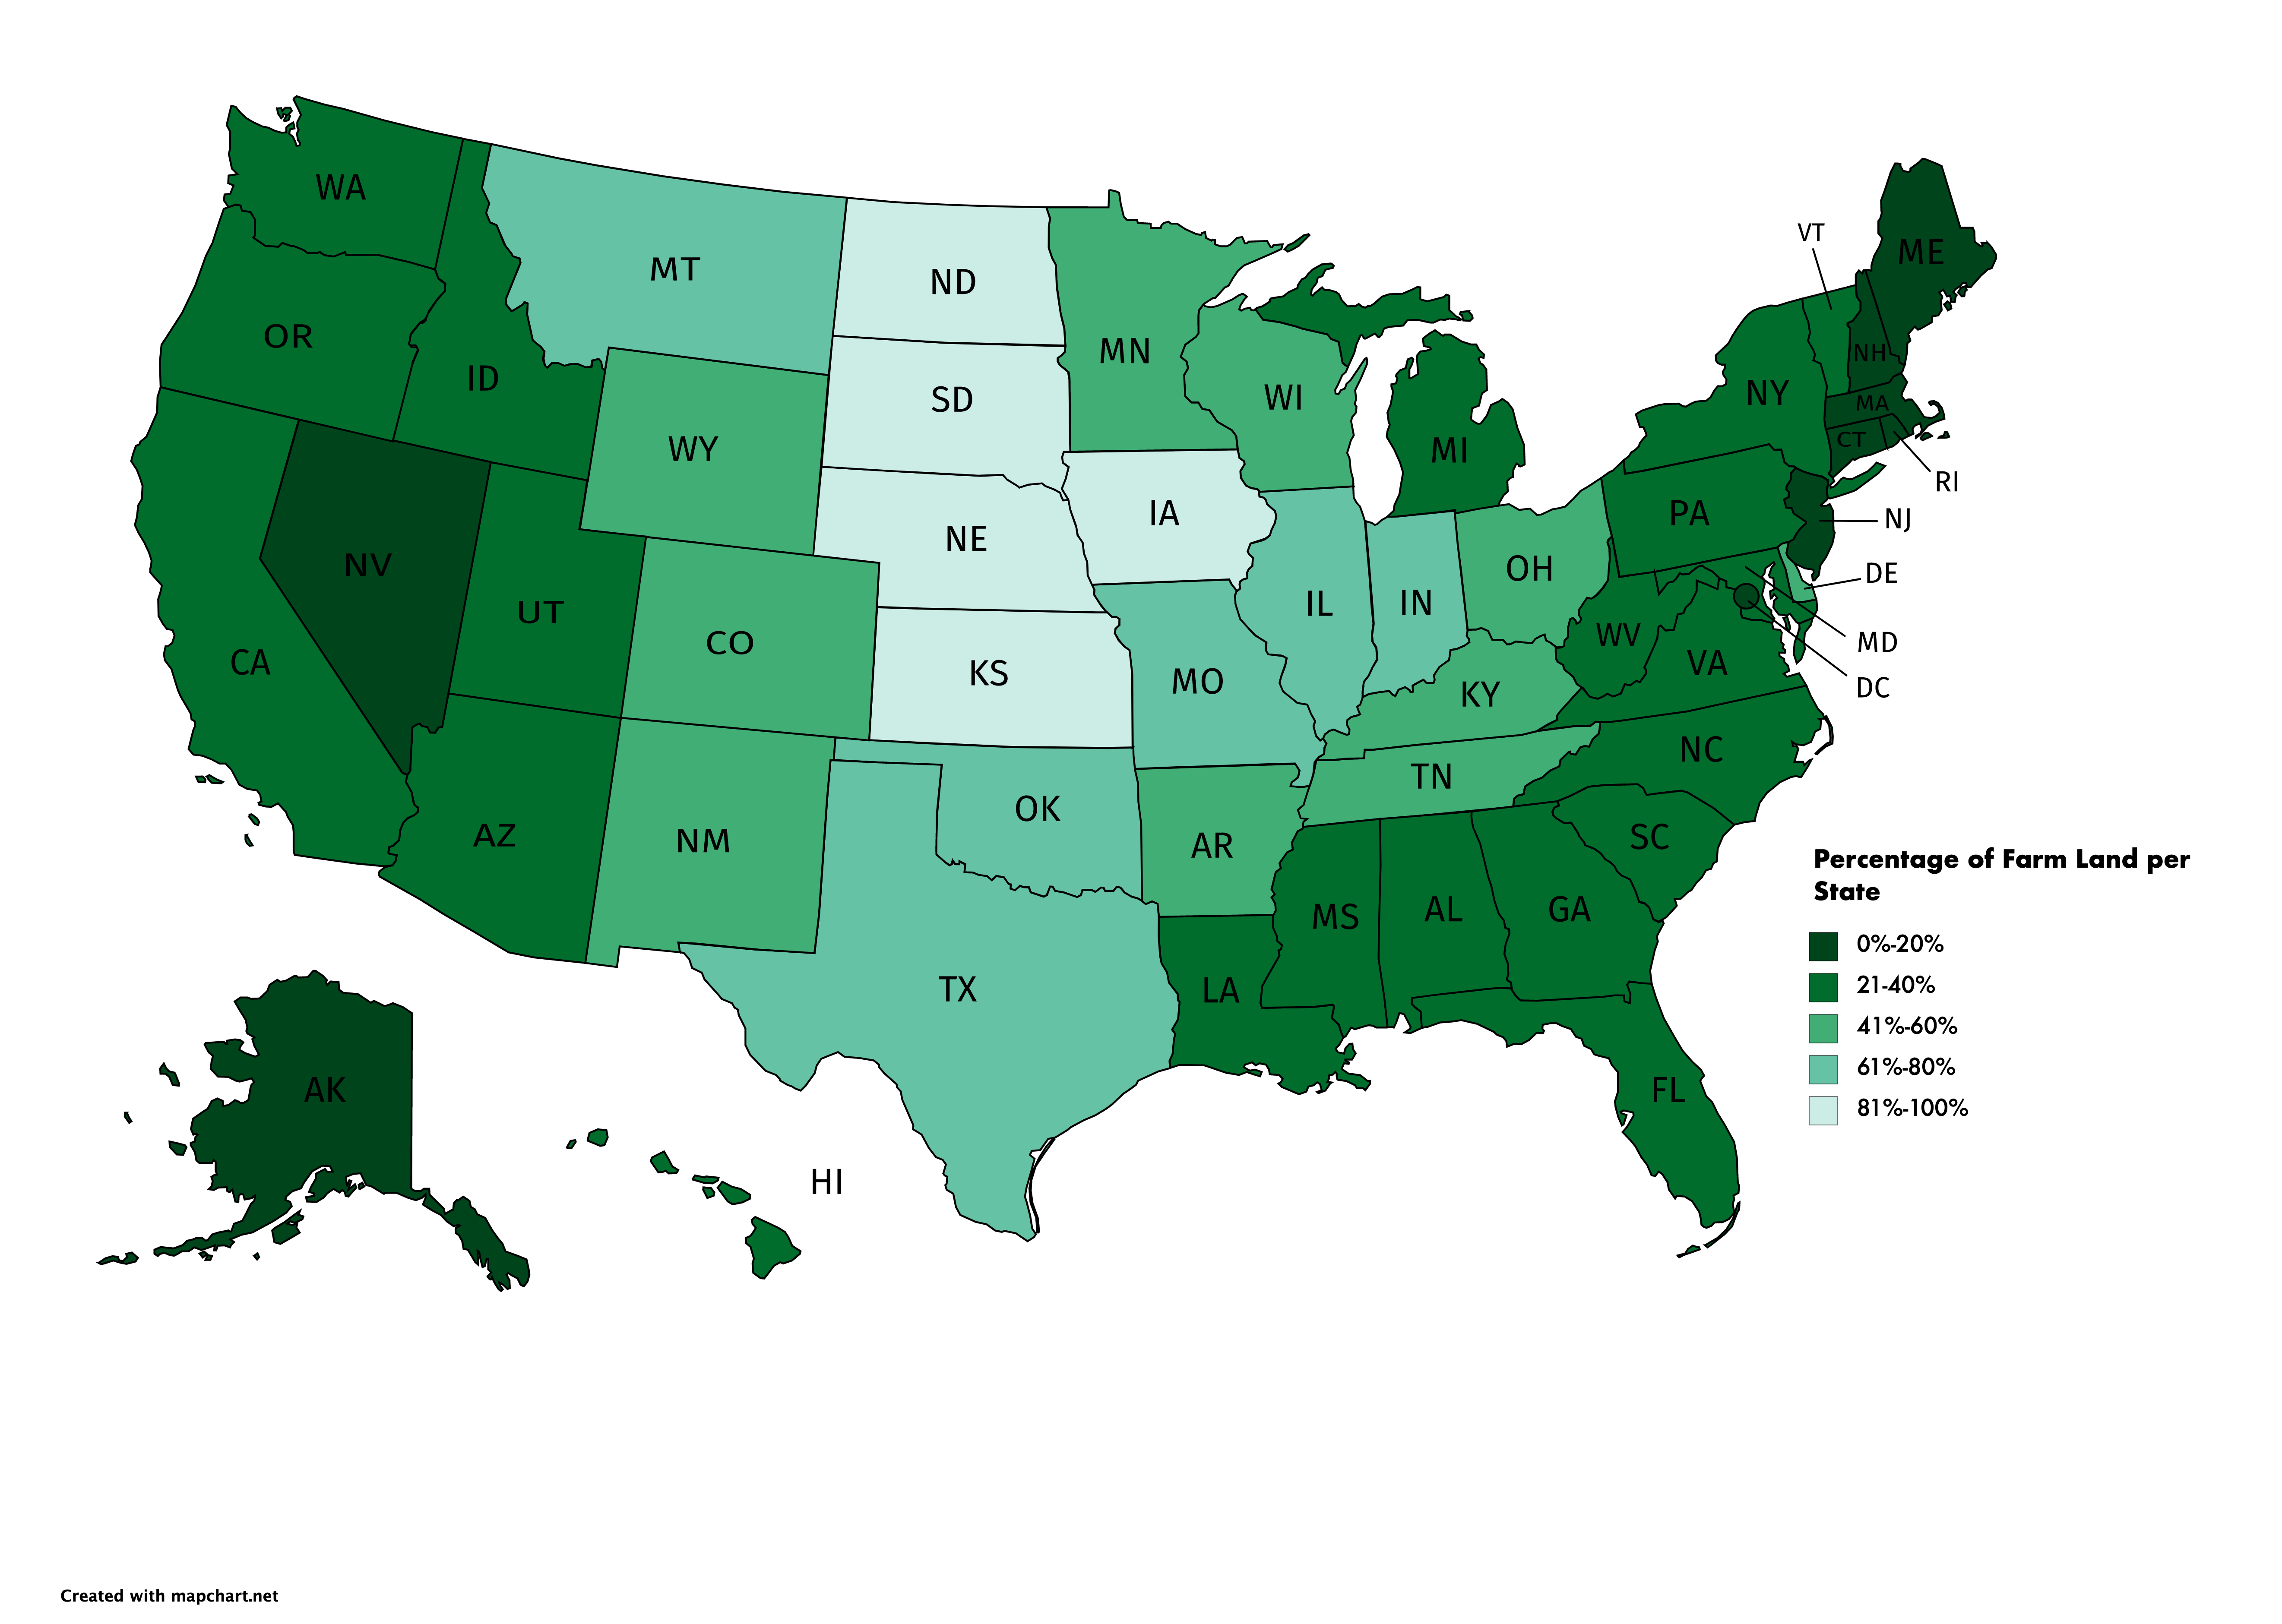 WA
OR
CA
NV
ID
MT
WY
UT
CO
AZ
NM
ND
SD
NE
KS
OK
TX
MN
IA
MO
AR
LA
WI
IL
IN
MI
OH
KY
TN
MS
AL
GA
FL
SC
NC
VA
WV
PA
NY
VT
NH
ME
MA
CT
RI
NJ
DE
MD
DC
AK
HI
Percentage of Farm Land per
State
0%-20%
21-40%
41%-60%
61%-80%
81%-100%
Created with mapchart.net